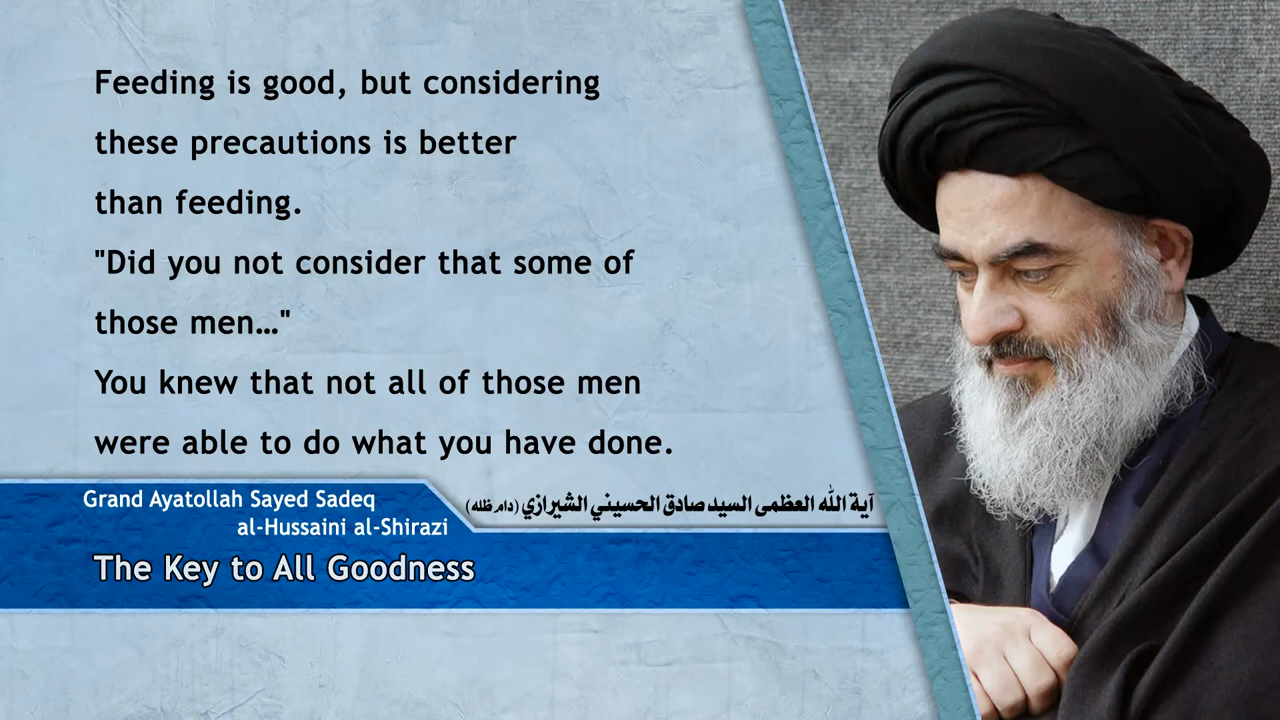 Feeding is good, but considering
these precautions is better
than feeding.
"Did you not consider that some of
those men…"
You knew that not all of those men
were able to do what you have done.
Grand Ayatollah Sayed Sadeq
al-Hussaini al-Shirazi
آية الله العظمى السيد صادق الحسيني الشيرازي (دام ظله)
The Key to All Goodness